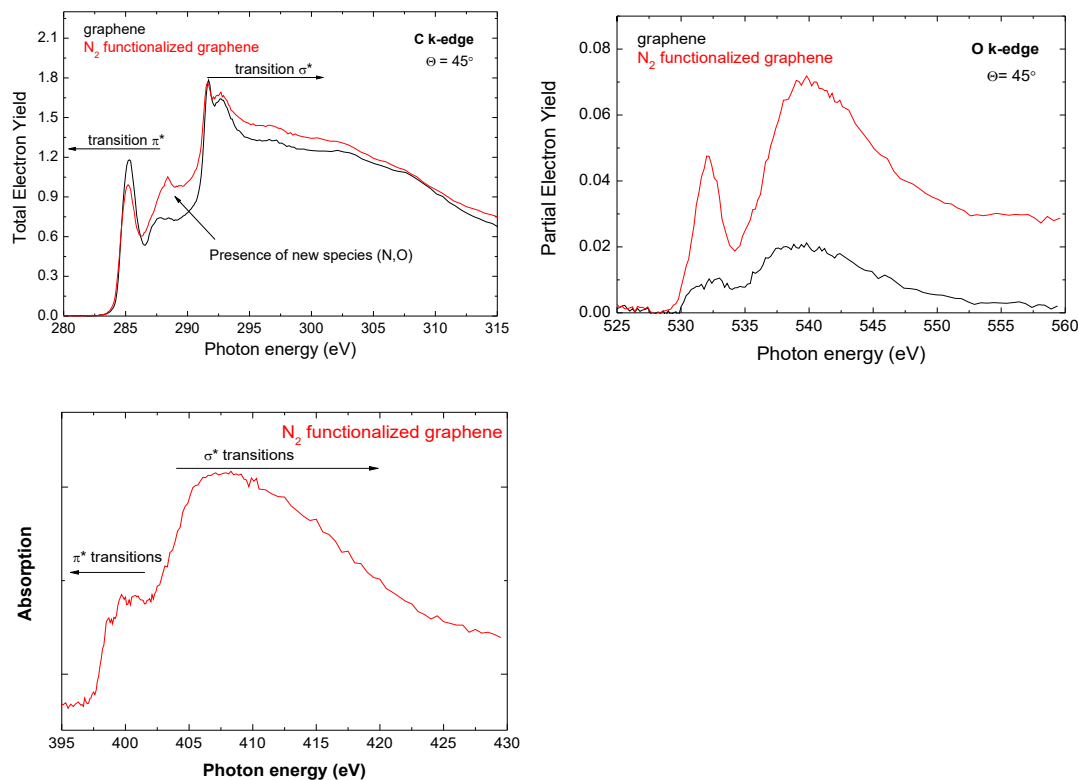 graphene
N₂ functionalized graphene
C k-edge
Θ = 45°
transition σ*
transition π*
Presence of new species (N,O)
Total Electron Yield
2.1
1.8
1.5
1.2
0.9
0.6
0.3
0.0
280 285 290 295 300 305 310 315
Photon energy (eV)
graphene
N₂ functionalized graphene
O k-edge
Θ= 45°
Partial Electron Yield
0.08
0.06
0.04
0.02
0.00
525 530 535 540 545 550 555 560
Photon energy (eV)
N₂ functionalized graphene
σ* transitions
π* transitions
Absorption
395 400 405 410 415 420 425 430
Photon energy (eV)